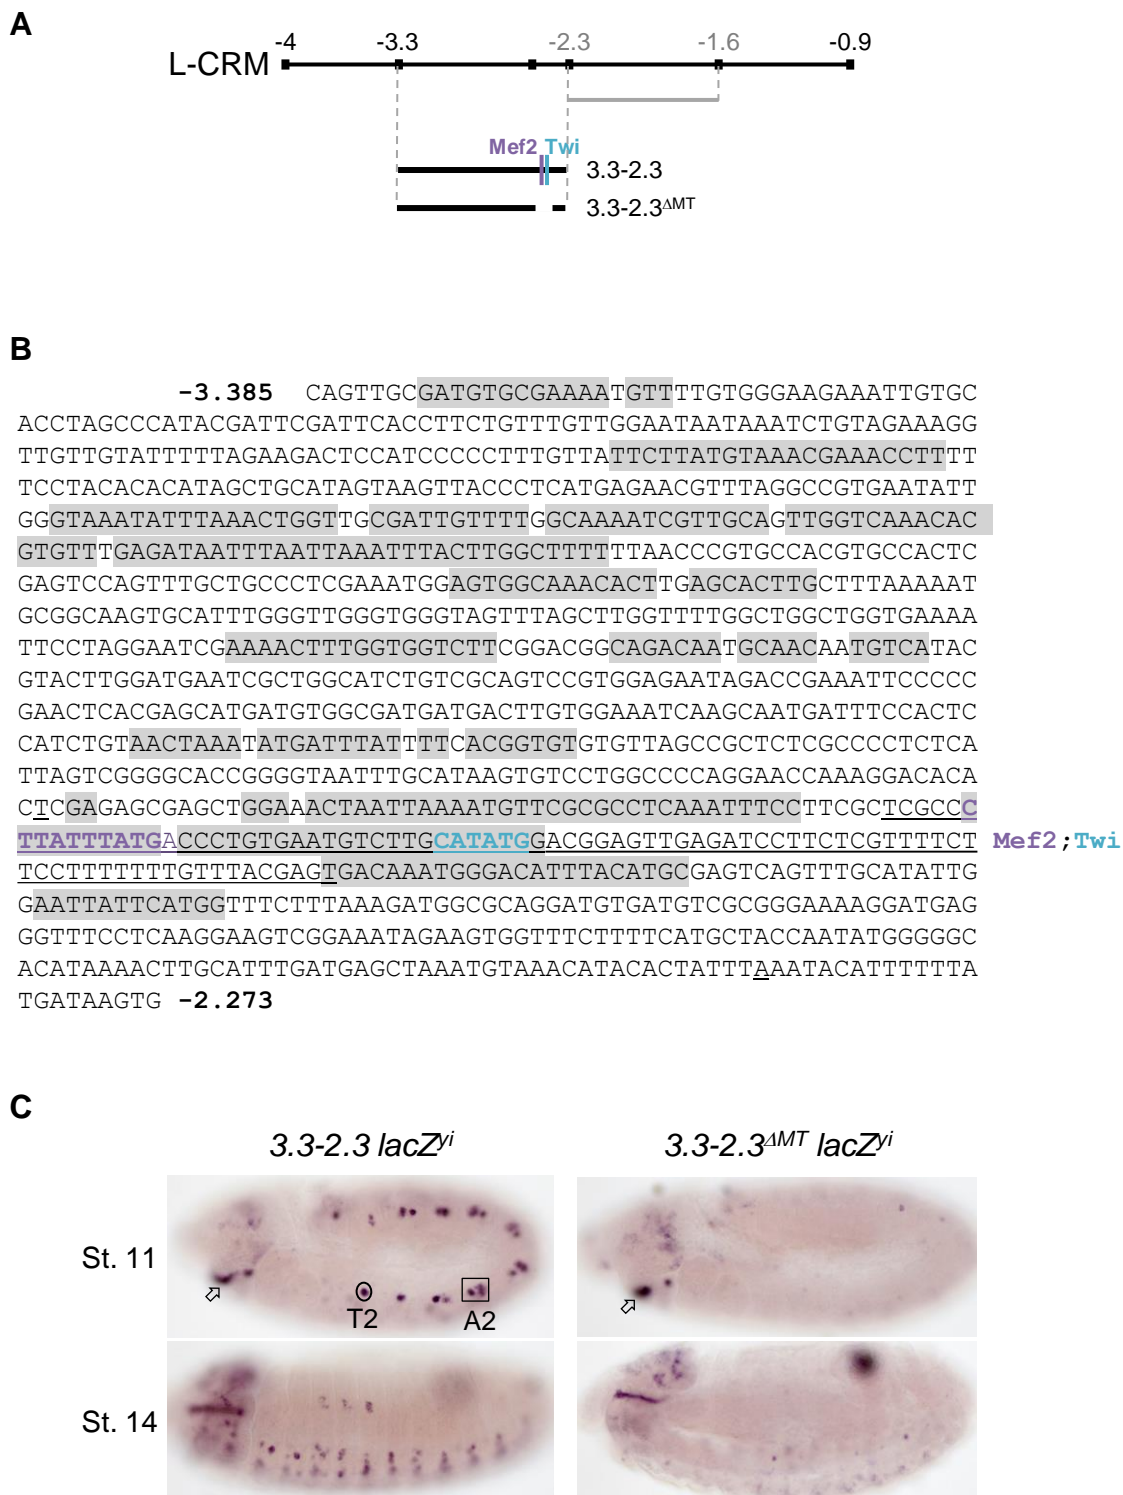 A
-4 -3.3 -2.3 -1.6 -0.9
L-CRM
Mef2 Twi
3.3-2.3
3.3-2.3ΔMT
B
-3.385 CAGTTGCGATGTGCGAAAATGTTTTGTGGGAAGAAATTGTGC
ACCTAGCCCATACGATTCGATTCACCTTCTGTTTGTTGGAATAATAAATCTGTAGAAAGG
TTGTTGTATTTTTAGAAGACTCCATCCCCCTTTGTTATTCTTATGTAAACGAAACCTTTT
TCCTACACACATAGCTGCATAGTAAGTTACCCTCATGAGAACGTTTAGGCCGTGAATATT
GGGTAAATATTTAAACTGGTTGCGATTGTTTTGGCAAAATCGTTGCAGTTGGTCAAACAC
GTGTTTGAGATAATTTAATTAAATTTACTTGGCTTTTTTAACCCGTGCCACGTGCCACTC
GAGTCCAGTTTGCTGCCCTCGAAATGGAGTGGCAAACACTTGAGCACTTGCTTTAAAAAT
GCGGCAAGTGCATTTGGGTTGGGTGGGTAGTTTAGCTTGGTTTTGGCTGGCTGGTGAAAA
TTCCTAGGAATCGAAAACTTTGGTGGTCTTCGGACGGCAGACAATGCAACAATGTCATAC
GTACTTGGATGAATCGCTGGCATCTGTCGCAGTCCGTGGAGAATAGACCGAAATTCCCCC
GAACTCACGAGCATGATGTGGCGATGATGACTTGTGGAAATCAAGCAATGATTTCCACTC
CATCTGTAACTAAATATGATTTATTTTCACGGTGTGTGTTAGCCGCTCTCGCCCCTCTCA
TTAGTCGGGGCACCGGGGTAATTTGCATAAGTGTCCTGGCCCCAGGAACCAAAGGACACA
CTCGAGAGCGAGCTGGAAACTAATTAAAATGTTCGCGCCTCAAATTTCCTTCGCTCGCCC
TTATTTATGACCCTGTGAATGTCTTGCATATGGACGGAGTTGAGATCCTTCTCGTTTTCT Mef2;Twi
TCCTTTTTTTGTTTACGAGTGACAAATGGGACATTTACATGCGAGTCAGTTTGCATATTG
GAATTATTCATGGTTTCTTTAAAGATGGCGCAGGATGTGATGTCGCGGGAAAAGGATGAG
GGTTTCCTCAAGGAAGTCGGAAATAGAAGTGGTTTCTTTTCATGCTACCAATATGGGGGC
ACATAAAACTTGCATTTGATGAGCTAAATGTAAACATACACTATTTAAATACATTTTTTA
TGATAAGTG -2.273
C
3.3-2.3 lacZyi 3.3-2.3ΔMT lacZyi
St. 11
T2 A2
St. 14